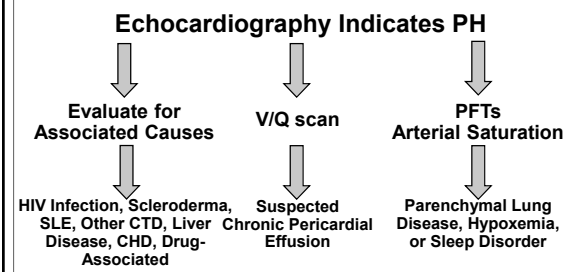 Echocardiography Indicates PH
Evaluate for
Associated Causes
V/Q scan
PFTs
Arterial Saturation
HIV Infection, Scleroderma,
SLE, Other CTD, Liver
Disease, CHD, Drug-
Associated
Suspected
Chronic Pericardial
Effusion
Parenchymal Lung
Disease, Hypoxemia,
or Sleep Disorder